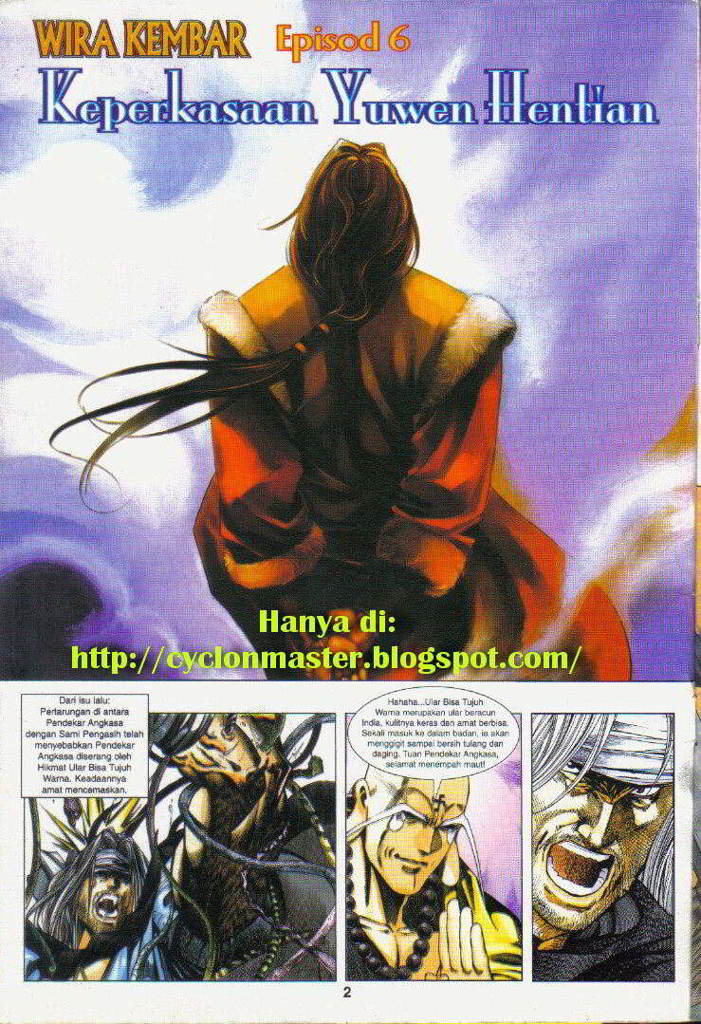 WIRA KEMBAR Episod 6
Keperkasaan Yuwen Hentian
Hanya di:
http://cyclonmaster.blogspot.com/
Dari isu lalu:
Pertarungan di antara
Pendekar Angkasa
dengan Sami Pengasih telah
menyebabkan Pendekar
Angkasa diserang oleh
Hikmat Ular Bisa Tujuh
Warna. Keadaannya
amat mencemaskan.
Hahaha...Ular Bisa Tujuh
Warna merupakan ular beracun
India, kulitnya keras dan amat berbisa.
Sekali masuk ke dalam badan, ia akan
menggigit sampai bersih tulang dan
daging. Tuan Pendekar Angkasa,
selamat menempah maut!
2